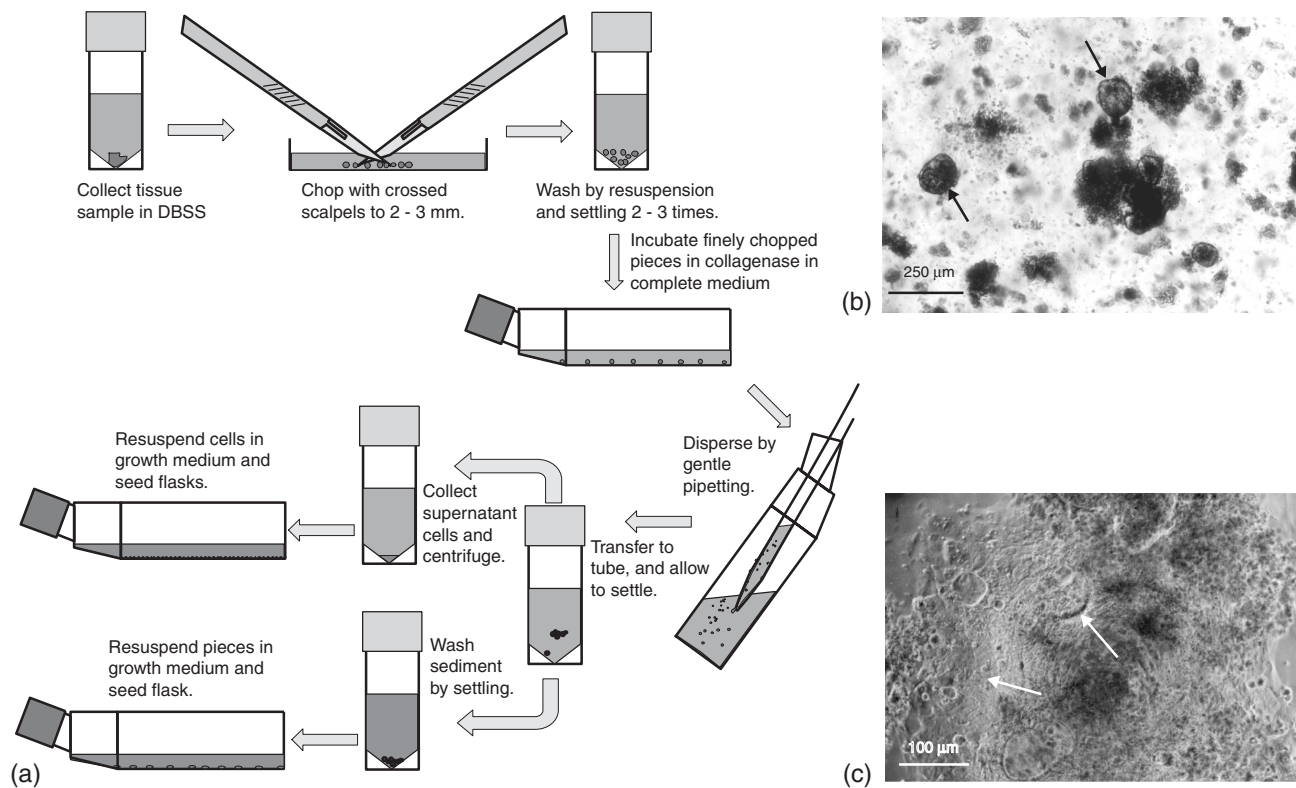 Collect tissue
sample in DBSS
Chop with crossed
scalpels to 2 - 3 mm.
Wash by resuspension
and settling 2 - 3 times.
Incubate finely chopped
pieces in collagenase in
complete medium
Disperse by
gentle
pipetting.
Transfer to
tube, and allow
to settle.
Collect
supernatant
cells and
centrifuge.
Resuspend cells in
growth medium and
seed flasks.
Wash
sediment
by settling.
Resuspend pieces in
growth medium and
seed flask.
(a)
250 μm
(b)
100 μm
(c)